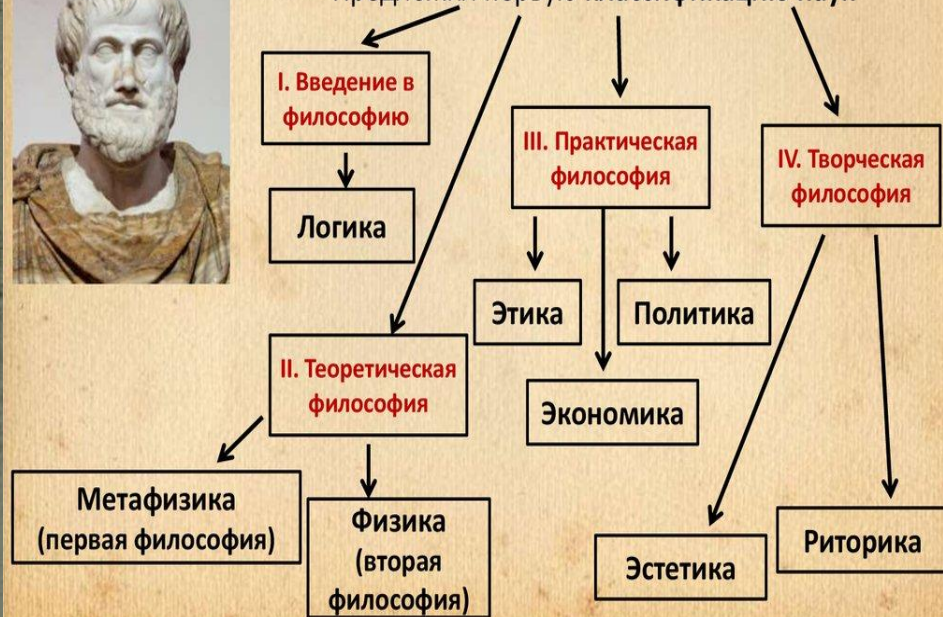 I. Введение в
философию
Логика
II. Теоретическая
философия
Метафизика
(первая философия)
Физика
(вторая
философия)
III. Практическая
философия
Этика
Политика
Экономика
IV. Творческая
философия
Эстетика
Риторика